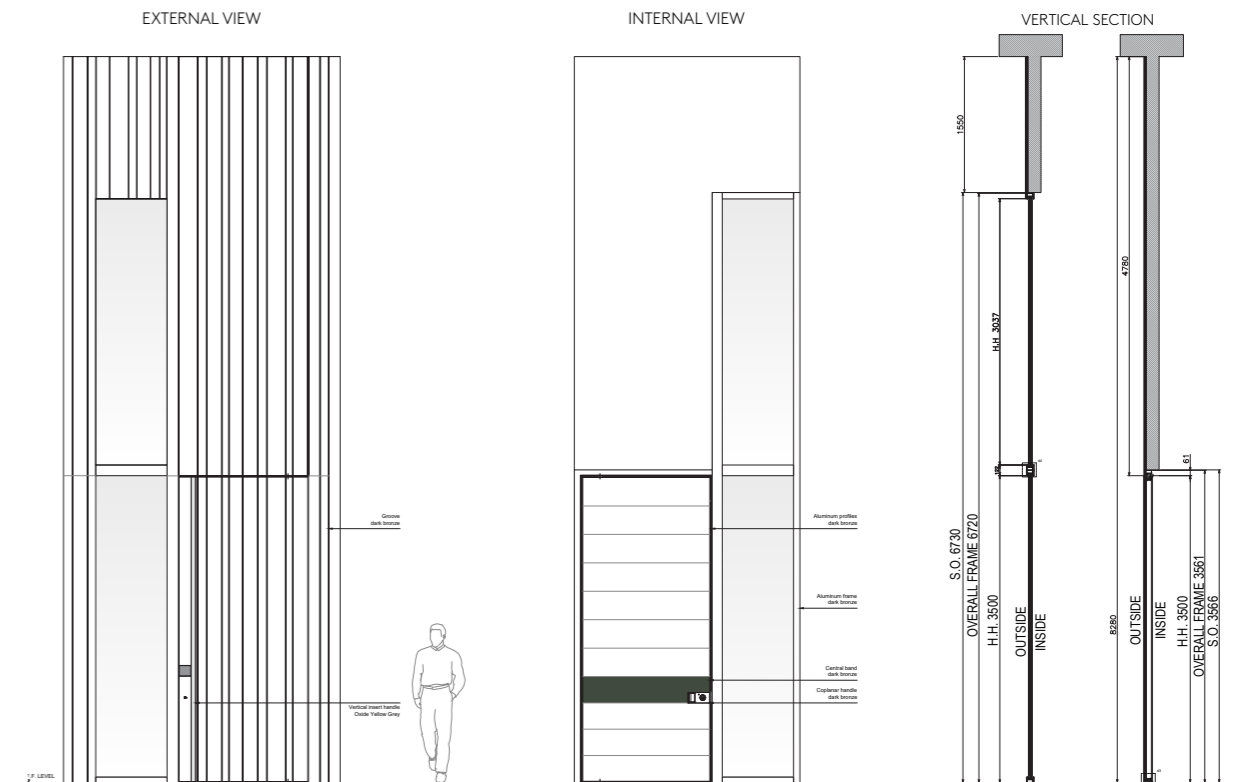 EXTERNAL VIEW
INTERNAL VIEW
VERTICAL SECTION
Groove
dark bronze
Vertical insert handle
Oxide Yellow Grey
Aluminum profiles
dark bronze
Aluminum frame
dark bronze
Central band
dark bronze
Coplanar handle
dark bronze
1550
H.H 3037
S.O. 6730
OVERALL FRAME 6720
H.H. 3500
OUTSIDE
INSIDE
4780
8280
61
OUTSIDE
INSIDE
H.H. 3500
OVERALL FRAME 3561
S.O. 3566
LEVEL